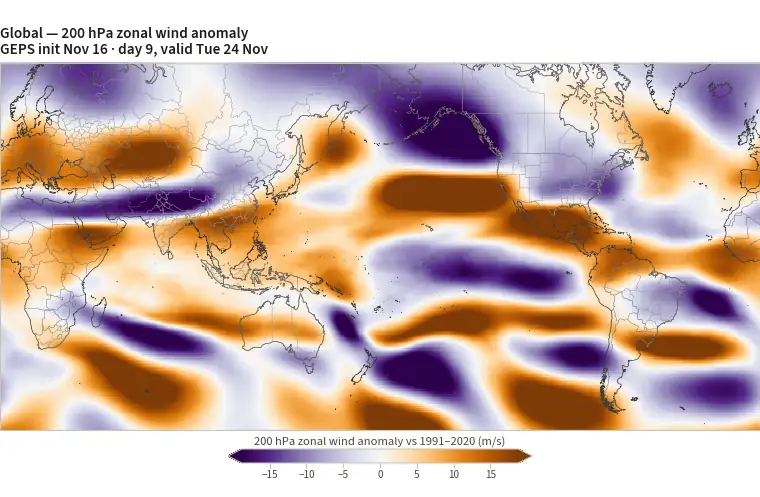 Global — 200 hPa zonal wind anomaly
GEPS init Nov 16 · day 9, valid Tue 24 Nov
200 hPa zonal wind anomaly vs 1991–2020 (m/s)
−15 −10 −5 0 5 10 15